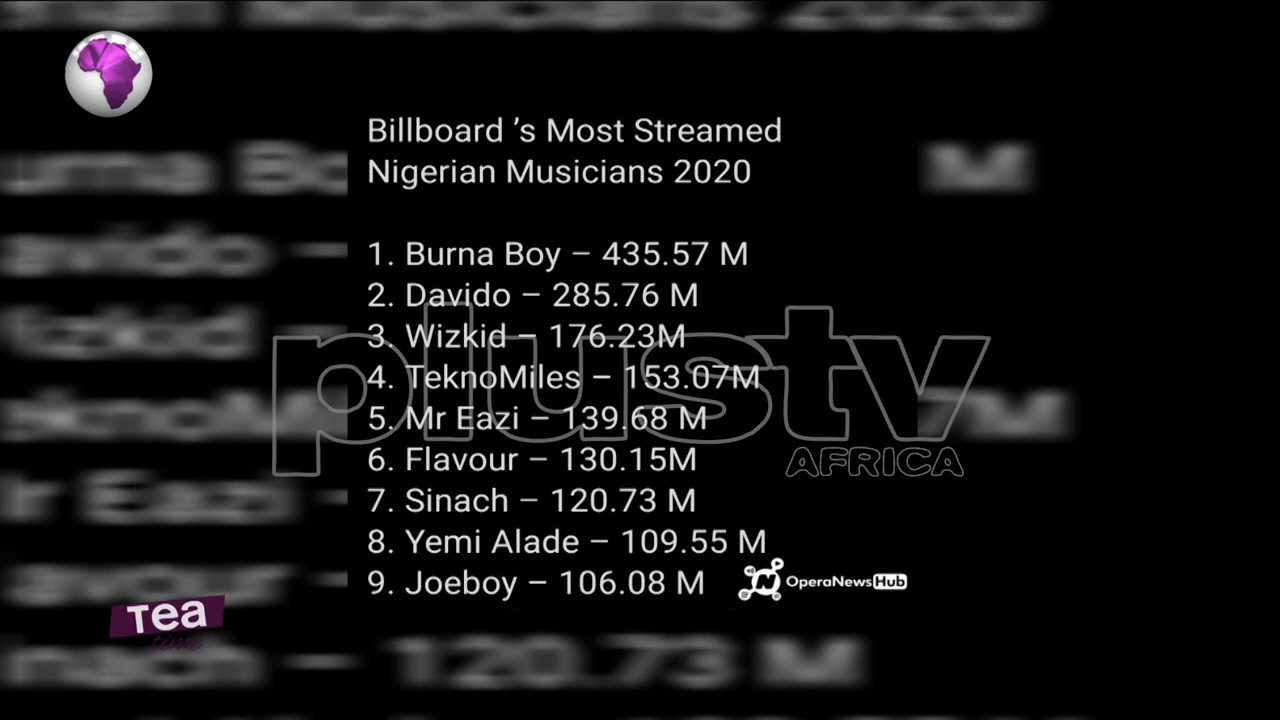 Billboard ’s Most Streamed
Nigerian Musicians 2020
1. Burna Boy – 435.57 M
2. Davido – 285.76 M
3. Wizkid – 176.23M
4. TeknoMiles – 153.07M
5. Mr Eazi – 139.68 M
6. Flavour – 130.15M
7. Sinach – 120.73 M
8. Yemi Alade – 109.55 M
9. Joeboy – 106.08 M
OperaNewsHub
plustv
AFRICA
Tea
time